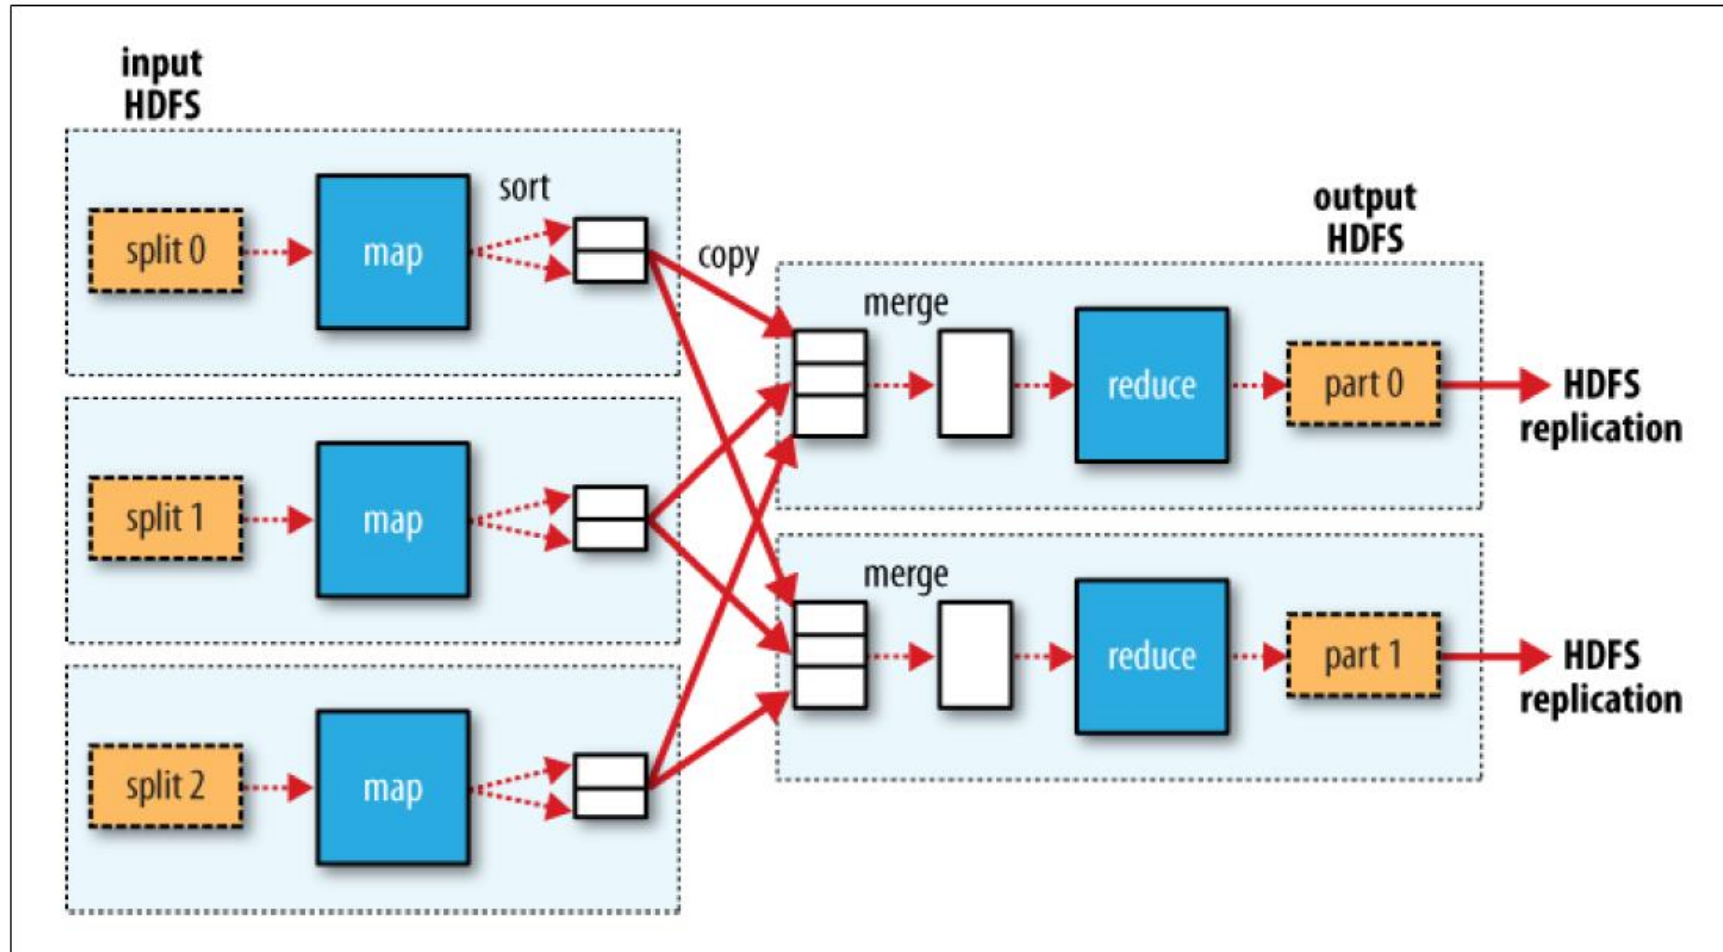 input
HDFS
split 0
map
sort
copy
split 1
map
split 2
map
output
HDFS
merge
reduce
part 0
HDFS
replication
merge
reduce
part 1
HDFS
replication